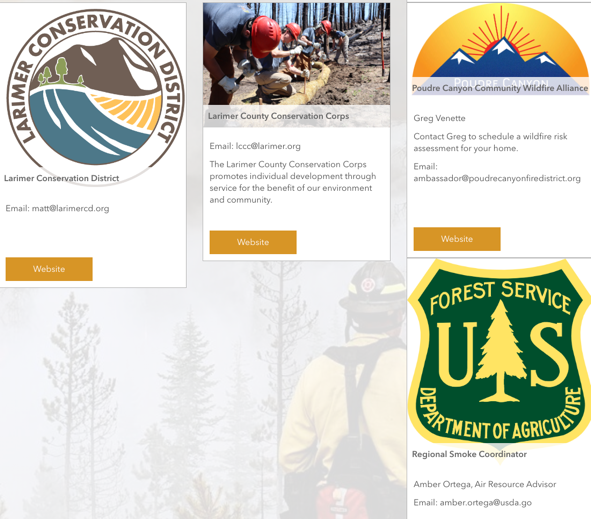 LARIMER CONSERVATION DISTRICT
Larimer Conservation District
Email: matt@larimercd.org
Website
Larimer County Conservation Corps
Email: lccc@larimer.org
The Larimer County Conservation Corps
promotes individual development through
service for the benefit of our environment
and community.
Website
POUDRE CANYON
Poudre Canyon Community Wildfire Alliance
Greg Venette
Contact Greg to schedule a wildfire risk
assessment for your home.
Email:
ambassador@poudrecanyonfiredistrict.org
Website
FOREST SERVICE
U S
DEPARTMENT OF AGRICULTURE
Regional Smoke Coordinator
Amber Ortega, Air Resource Advisor
Email: amber.ortega@usda.go